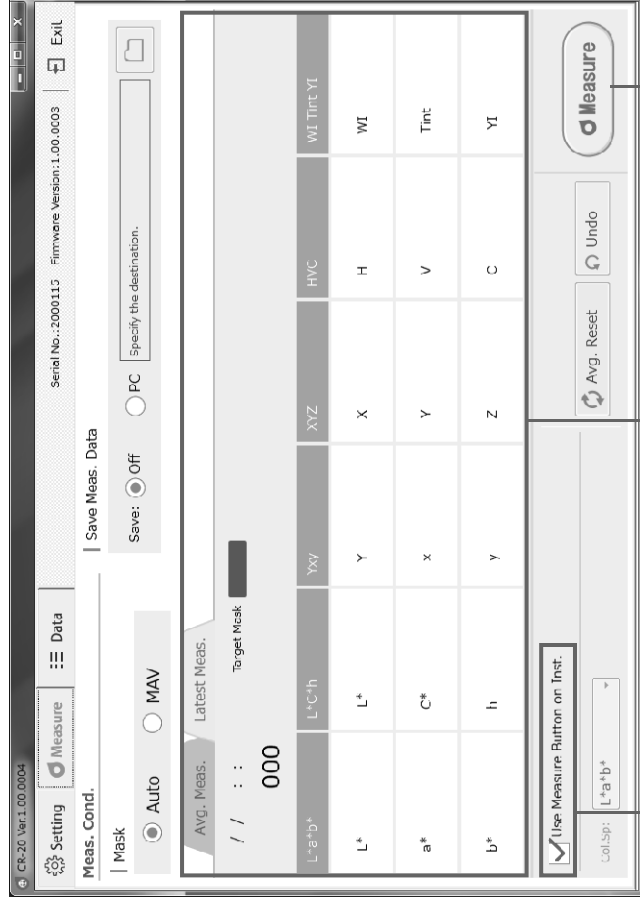 CR-20 Ver.1.00.0004
Setting Measure Data Serial No.:2000115 Firmware Version:1.00.0003 Exit
Meas. Cond. Save Meas. Data
Mask
Auto MAV Save: Off PC Specify the destination.
Avg. Meas. Latest Meas.
/ / : : Target Mask
000
L*a*b* L*C*h Yxy XYZ HVC WI Tint YI
L* L* Y X H WI
a* C* x Y V Tint
b* h y Z C YI
Use Measure Button on Inst.
Col.Sp: L*a*b* Avg. Reset Undo Measure